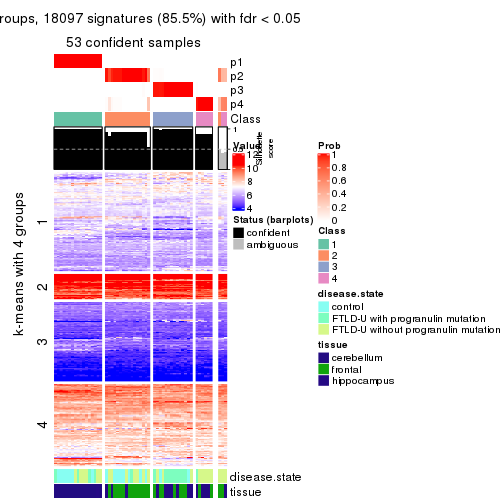 roups, 18097 signatures (85.5%) with fdr < 0.05
53 confident samples
p1
p2
p3
p4
Class
1
Silhouette score
k-means with 4 groups
1
2
3
4
disease.state
tissue
Value
12
10
8
6
4
Status (barplots)
confident
ambiguous
Prob
1
0.8
0.6
0.4
0.2
0
Class
1
2
3
4
disease.state
control
FTLD-U with progranulin mutation
FTLD-U without progranulin mutation
tissue
cerebellum
frontal
hippocampus